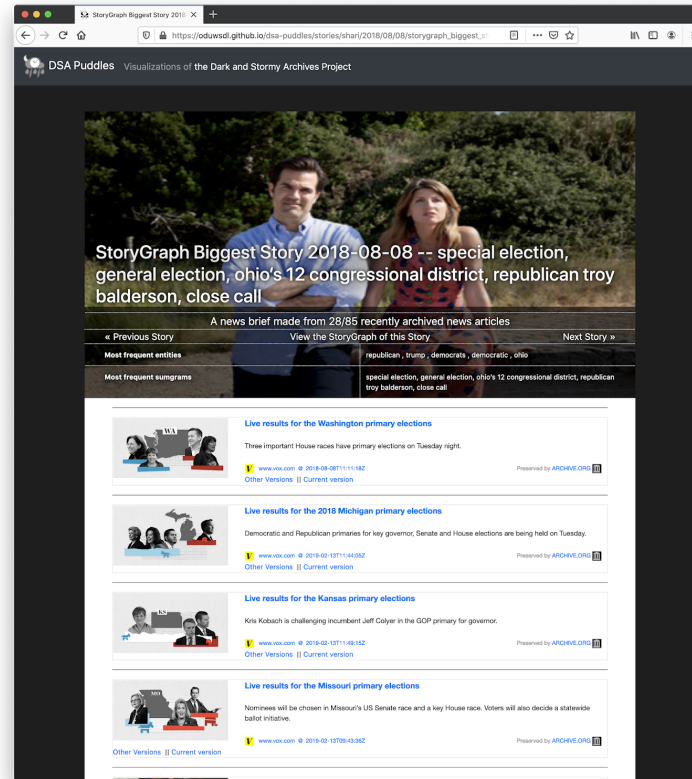 StoryGraph Biggest Story 2018-
https://oduwsdl.github.io/dsa-puddles/stories/shari/2018/08/08/storygraph_biggest_st
DSA Puddles Visualizations of the Dark and Stormy Archives Project
StoryGraph Biggest Story 2018-08-08 -- special election,
general election, ohio's 12 congressional district, republican troy
balderson, close call
A news brief made from 28/85 recently archived news articles
« Previous Story View the StoryGraph of this Story Next Story »
Most frequent entities republican , trump , democrats , democratic , ohio
Most frequent sumgrams special election, general election, ohio's 12 congressional district, republican
troy balderson, close call
WA
Live results for the Washington primary elections
Three important House races have primary elections on Tuesday night.
V www.vox.com @ 2018-08-08T11:11:18Z Preserved by ARCHIVE.ORG
Other Versions || Current version
Live results for the 2018 Michigan primary elections
Democratic and Republican primaries for key governor, Senate and House elections are being held on Tuesday.
V www.vox.com @ 2019-02-13T11:44:05Z Preserved by ARCHIVE.ORG
Other Versions || Current version
KS
Live results for the Kansas primary elections
Kris Kobach is challenging incumbent Jeff Colyer in the GOP primary for governor.
V www.vox.com @ 2019-02-13T11:49:15Z Preserved by ARCHIVE.ORG
Other Versions || Current version
MO
Live results for the Missouri primary elections
Nominees will be chosen in Missouri's US Senate race and a key House race. Voters will also decide a statewide
ballot initiative.
V www.vox.com @ 2019-02-13T09:43:36Z Preserved by ARCHIVE.ORG
Other Versions || Current version